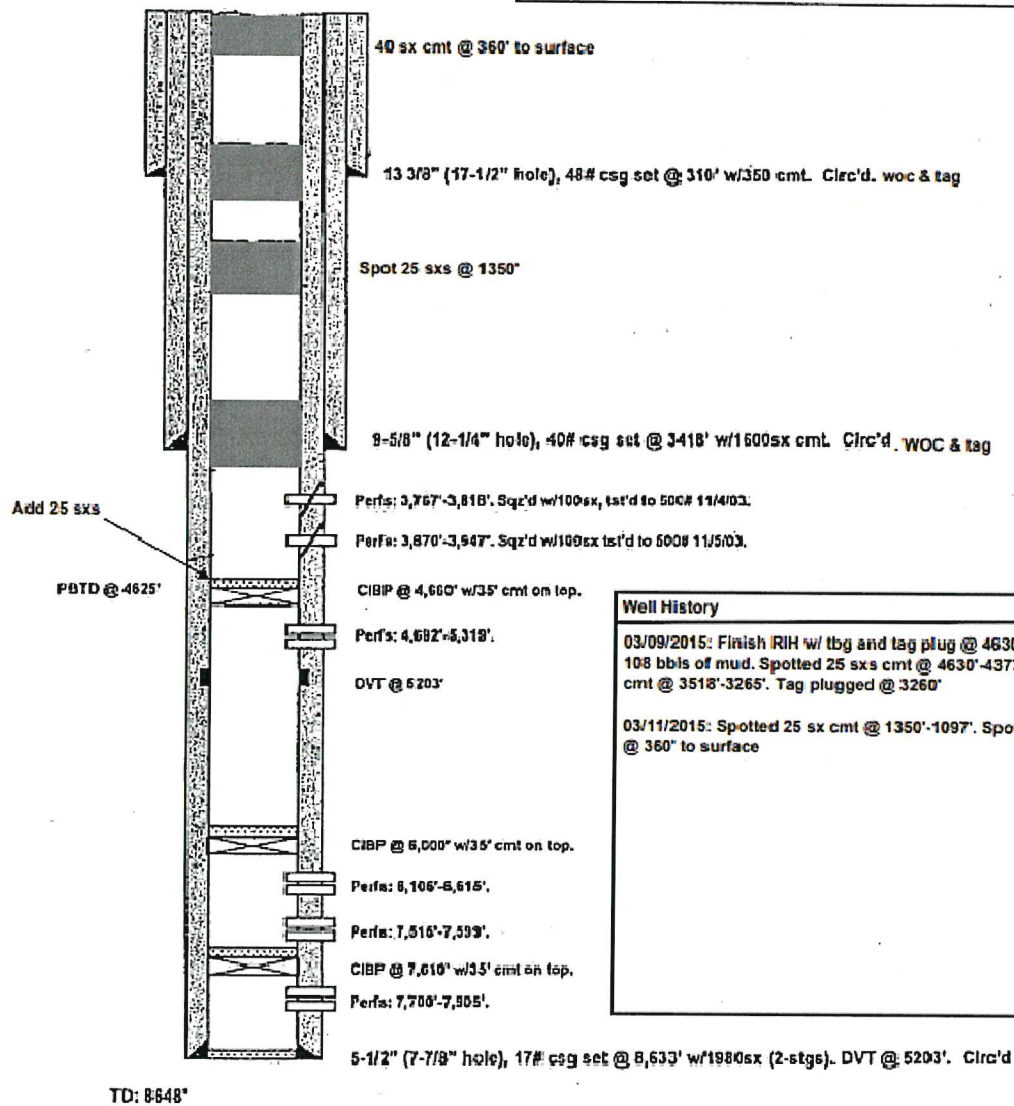 40 sx cmt @ 360' to surface
13 3/8" (17-1/2" hole), 48# csg set @ 310' w/350 cmt. Circ'd. woc & tag
Spot 25 sxs @ 1350'
9-5/8" (12-1/4" hole), 40# csg set @ 3418' w/1600sx cmt. Circ'd. WOC & tag
Add 25 sxs
Perfs: 3,767'-3,818'. Sqz'd w/100sx, tst'd to 500# 11/4/03.
Perfs: 3,870'-3,947'. Sqz'd w/100sx tst'd to 500# 11/5/03.
PBTD @ 4625'
CIBP @ 4,660' w/35' cmt on top.
Perfs: 4,692'-5,319'.
DVT @ 5203'
Well History
03/09/2015: Finish RIH w/ tbg and tag plug @ 4630
108 bbls of mud. Spotted 25 sxs cmt @ 4630'-437
cmt @ 3518'-3265'. Tag plugged @ 3260'
03/11/2015: Spotted 25 sx cmt @ 1350'-1097'. Spo
@ 360" to surface
CIBP @ 6,000' w/35' cmt on top.
Perfs: 6,106'-6,615'.
Perfs: 7,515'-7,599'.
CIBP @ 7,610' w/35' cmt on top.
Perfs: 7,700'-7,905'.
5-1/2" (7-7/8" hole), 17# csg set @ 8,633' w/1980sx (2-stgs). DVT @ 5203'. Circ'd
TD: 8648'